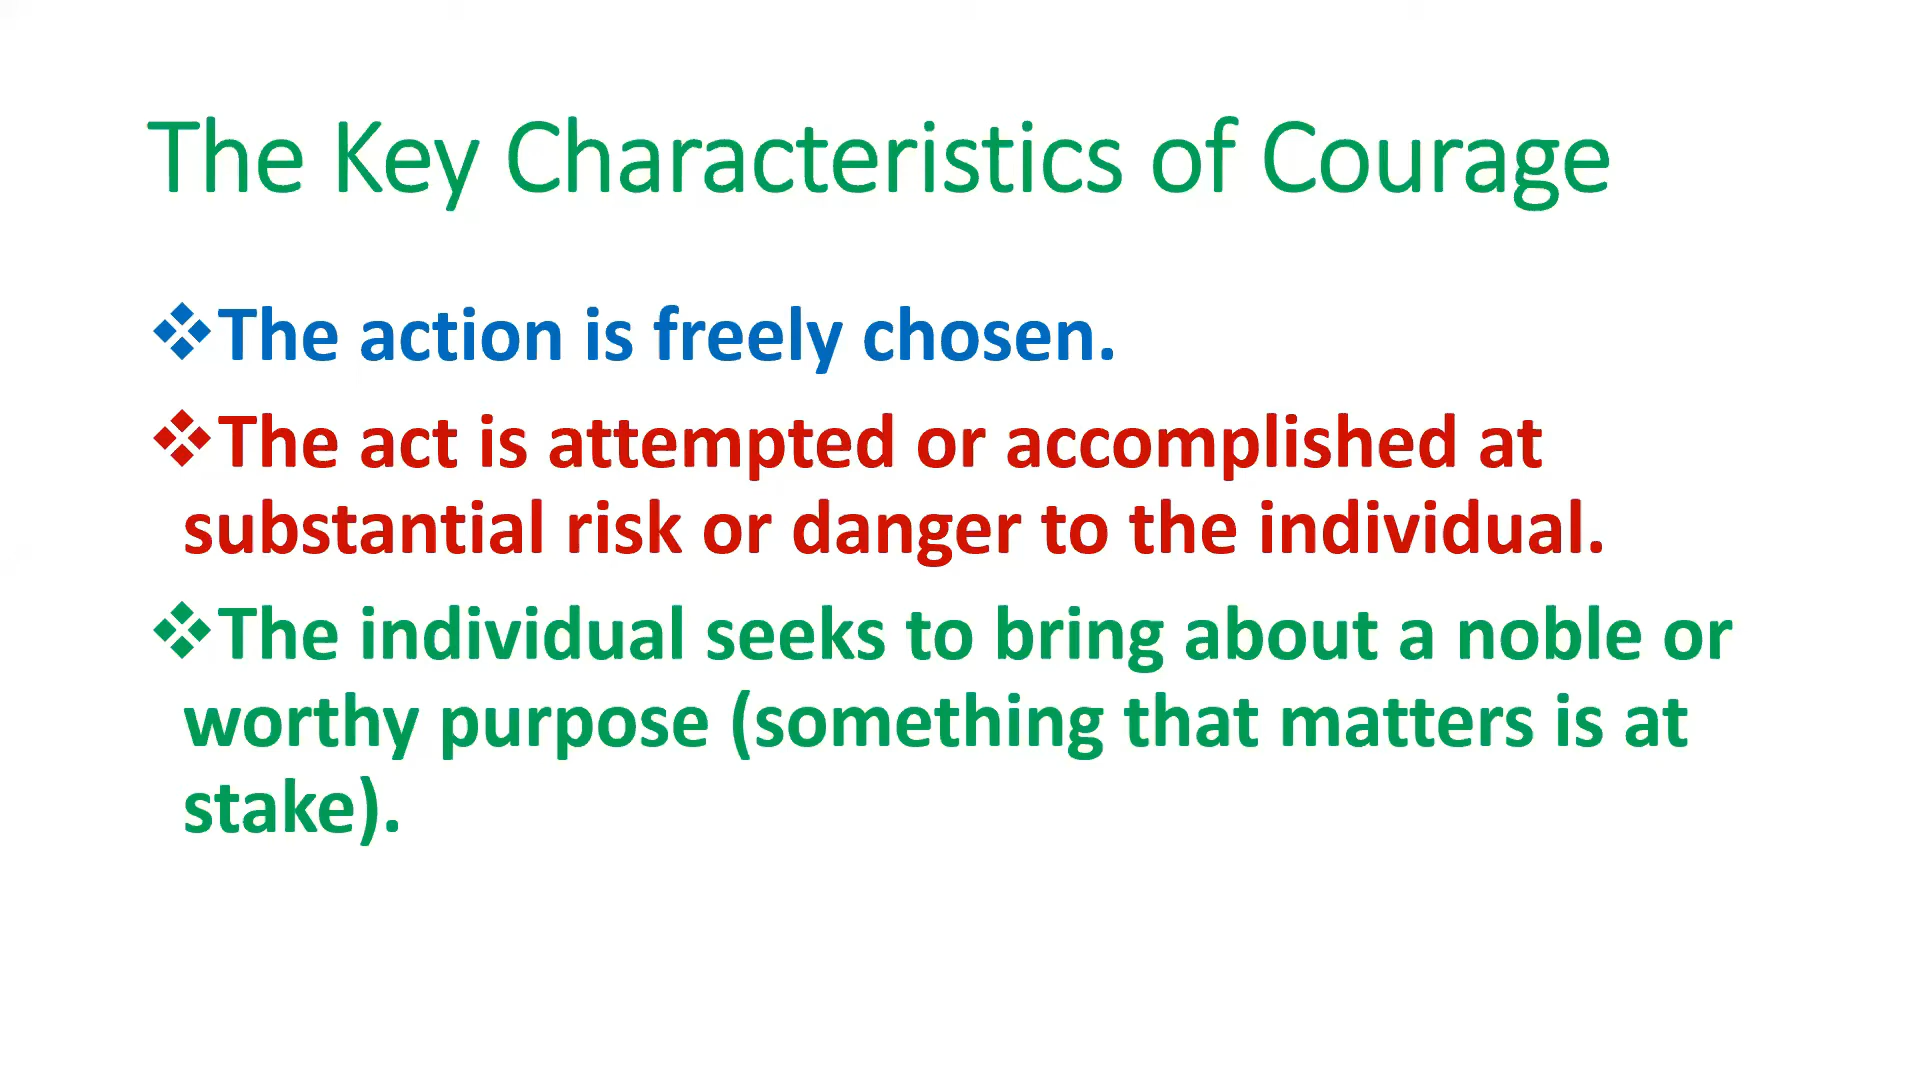 The Key Characteristics of Courage
❖The action is freely chosen.
❖The act is attempted or accomplished at
substantial risk or danger to the individual.
❖The individual seeks to bring about a noble or
worthy purpose (something that matters is at
stake).